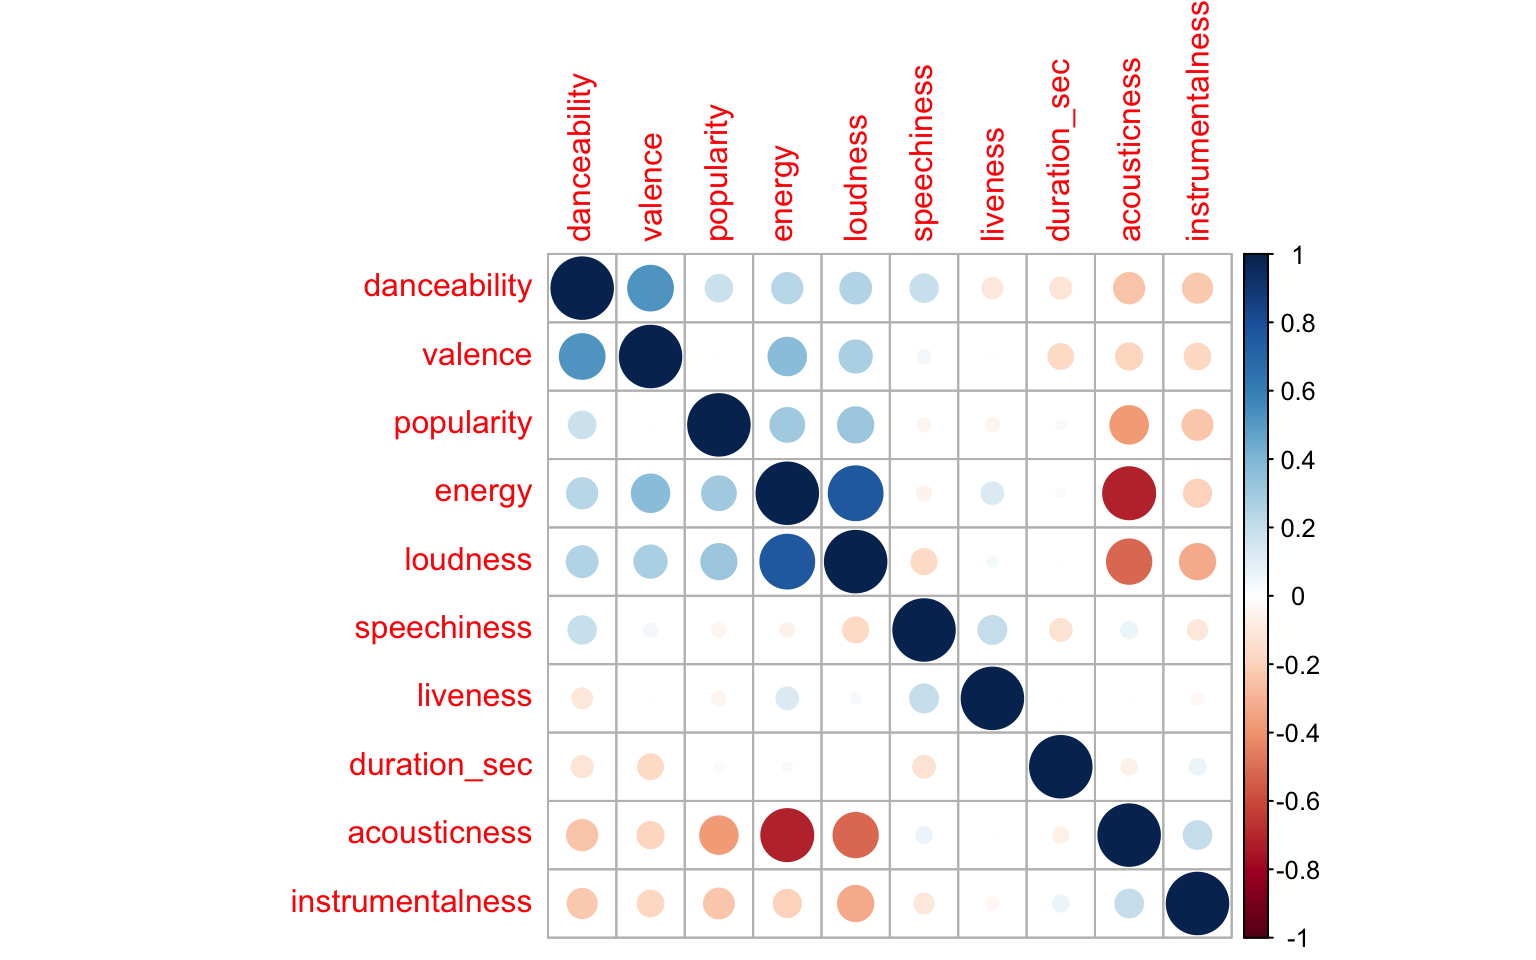 danceability
valence
popularity
energy
loudness
speechiness
liveness
duration_sec
acousticness
instrumentalness
danceability
valence
popularity
energy
loudness
speechiness
liveness
duration_sec
acousticness
instrumentalness
1
0.8
0.6
0.4
0.2
0
-0.2
-0.4
-0.6
-0.8
-1